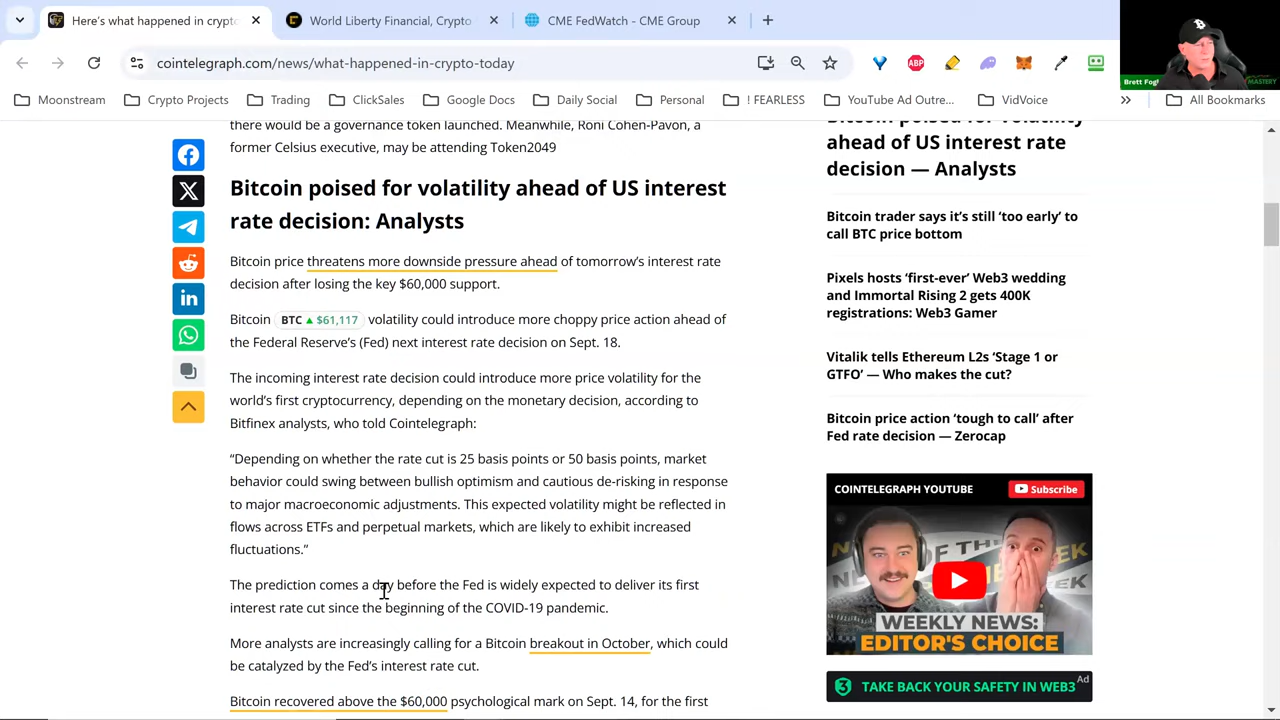 Here's what happened in crypto
World Liberty Financial, Crypto
CME FedWatch - CME Group
cointelegraph.com/news/what-happened-in-crypto-today
ABP
Moonstream
Crypto Projects
Trading
ClickSales
Google Docs
Daily Social
Personal
! FEARLESS
YouTube Ad Outre...
VidVoice
All Bookmarks
Brett Fogl
MASTERY
there would be a governance token launched. Meanwhile, Roni Cohen-Pavon, a
former Celsius executive, may be attending Token2049
Bitcoin poised for volatility ahead of US interest
rate decision: Analysts
Bitcoin price threatens more downside pressure ahead of tomorrow's interest rate
decision after losing the key $60,000 support.
Bitcoin BTC ▲ $61,117 volatility could introduce more choppy price action ahead of
the Federal Reserve's (Fed) next interest rate decision on Sept. 18.
The incoming interest rate decision could introduce more price volatility for the
world's first cryptocurrency, depending on the monetary decision, according to
Bitfinex analysts, who told Cointelegraph:
“Depending on whether the rate cut is 25 basis points or 50 basis points, market
behavior could swing between bullish optimism and cautious de-risking in response
to major macroeconomic adjustments. This expected volatility might be reflected in
flows across ETFs and perpetual markets, which are likely to exhibit increased
fluctuations.”
The prediction comes a day before the Fed is widely expected to deliver its first
interest rate cut since the beginning of the COVID-19 pandemic.
More analysts are increasingly calling for a Bitcoin breakout in October, which could
be catalyzed by the Fed's interest rate cut.
Bitcoin recovered above the $60,000 psychological mark on Sept. 14, for the first
Bitcoin poised for volatility
ahead of US interest rate
decision — Analysts
Bitcoin trader says it's still ‘too early’ to
call BTC price bottom
Pixels hosts ‘first-ever’ Web3 wedding
and Immortal Rising 2 gets 400K
registrations: Web3 Gamer
Vitalik tells Ethereum L2s ‘Stage 1 or
GTFO’ — Who makes the cut?
Bitcoin price action ‘tough to call’ after
Fed rate decision — Zerocap
COINTELEGRAPH YOUTUBE
Subscribe
WEEKLY NEWS:
EDITOR'S CHOICE
TAKE BACK YOUR SAFETY IN WEB3
Ad